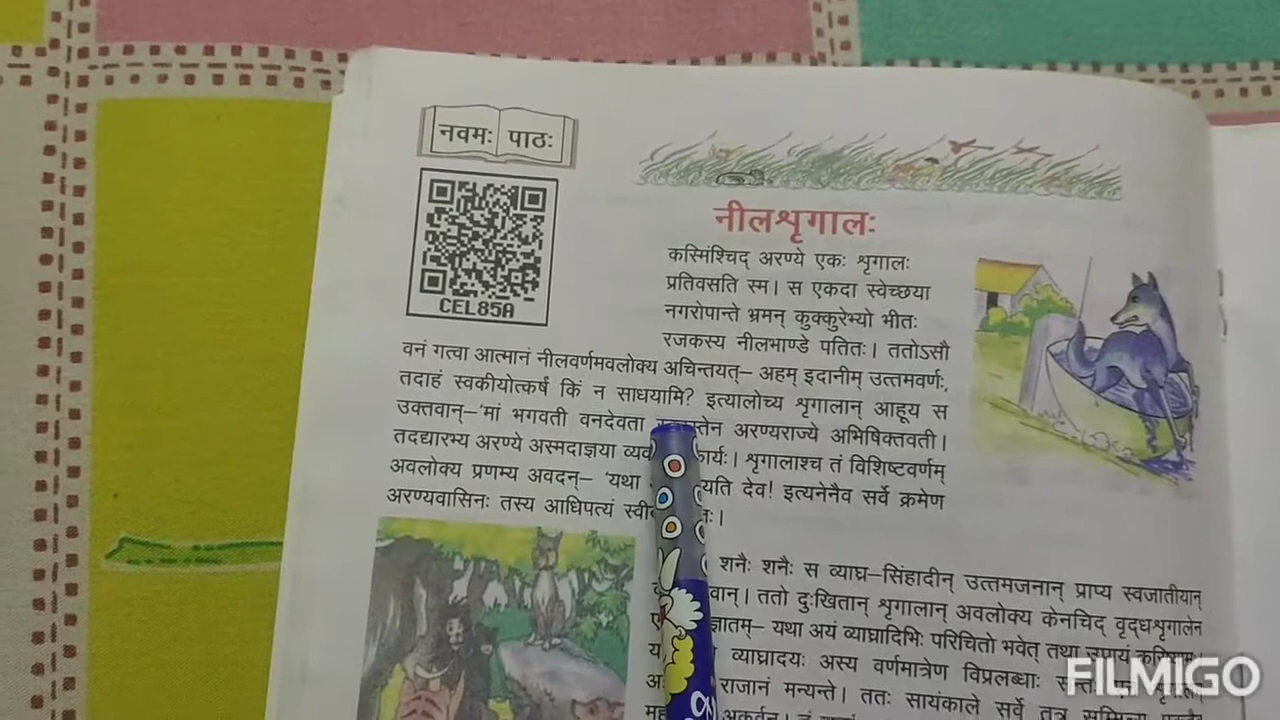 नवमः पाठः
CEL85A
नीलशृगालः
कस्मिंश्चिद् अरण्ये एकः शृगालः
प्रतिवसति स्म। स एकदा स्वेच्छया
नगरोपान्ते भ्रमन् कुक्कुरेभ्यो भीतः
रजकस्य नीलभाण्डे पतितः। ततोऽसौ
वनं गत्वा आत्मानं नीलवर्णमवलोक्य अचिन्तयत्– अहम् इदानीम् उत्तमवर्णः,
तदाहं स्वकीयोत्कर्षं किं न साधयामि? इत्यालोच्य शृगालान् आहूय स
उक्तवान्–'मां भगवती वनदेवता अरण्यराज्ये अभिषिक्तवती।
तदद्यारभ्य अरण्ये अस्मदाज्ञया कार्यः। शृगालाश्च तं विशिष्टवर्णम्
अवलोक्य प्रणम्य अवदन्– 'यथा देव! इत्यनेनैव सर्वे क्रमेण
अरण्यवासिनः तस्य आधिपत्यं
शनैः शनैः स व्याघ्र–सिंहादीन् उत्तमजनान् प्राप्य स्वजातीयान्
ततो दुःखितान् शृगालान् अवलोक्य केनचिद् वृद्धशृगालेन
यथा अयं व्याघ्रादिभिः परिचितो भवेत् तथा
व्याघ्रादयः अस्य वर्णमात्रेण विप्रलब्धाः
राजानं मन्यन्ते। ततः सायंकाले सर्वे तत्र
FILMIGO